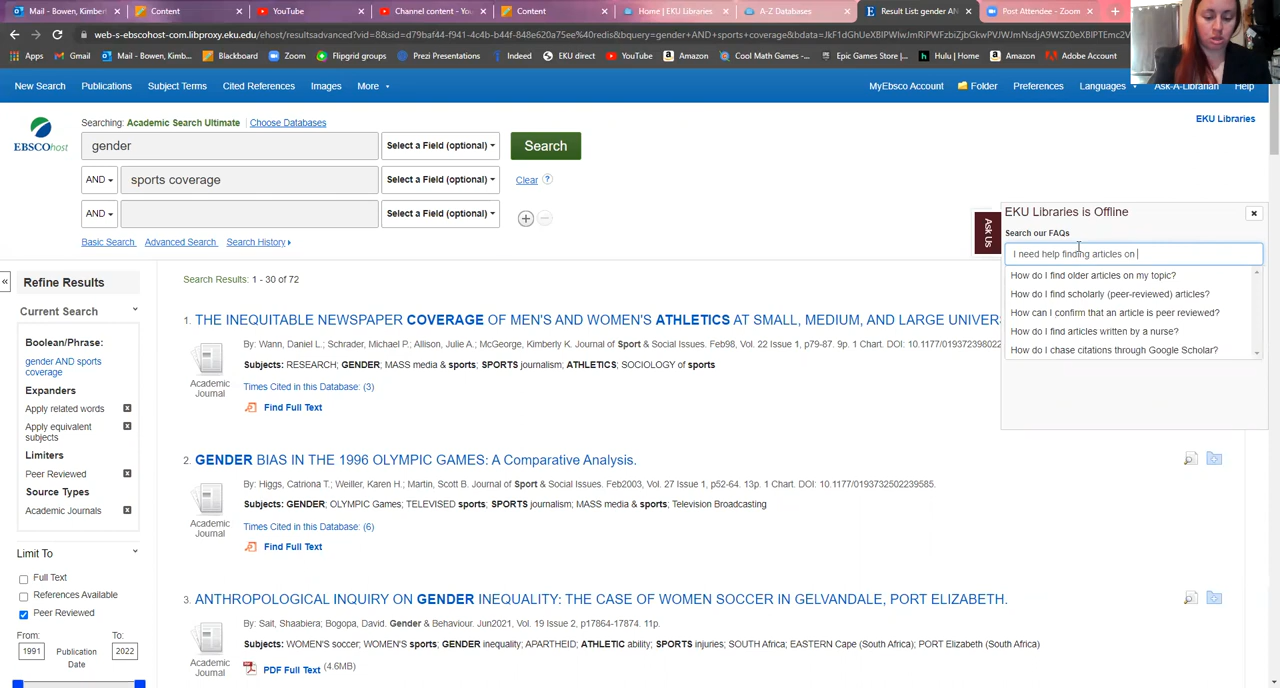 Mail - Bowen, Kimber
Content
YouTube
Channel content - You
Content
Home | EKU Libraries
A-Z Databases
Result List: gender AN
Post Attendee - Zoom
web-s-ebscohost-com.libproxy.eku.edu/ehost/resultsadvanced?vid=8&sid=d79baf44-f941-4c4b-b44f-848e620a75ee%40redis&bquery=gender+AND+sports+coverage
Apps
Gmail
Mail - Bowen, Kimb...
Blackboard
Zoom
Flipgrid groups
Prezi Presentations
Indeed
EKU direct
YouTube
Amazon
Cool Math Games -...
Epic Games Store |...
Hulu | Home
Amazon
Adobe Account
New Search
Publications
Subject Terms
Cited References
Images
More
MyEbsco Account
Folder
Preferences
Languages
Ask-A-Librarian
Help
Searching: Academic Search Ultimate
Choose Databases
EKU Libraries
EBSCOhost
gender
Select a Field (optional)
Search
AND
sports coverage
Select a Field (optional)
Clear
?
AND
Select a Field (optional)
Basic Search
Advanced Search
Search History
Ask Us
EKU Libraries is Offline
Search our FAQs
I need help finding articles on
How do I find older articles on my topic?
How do I find scholarly (peer-reviewed) articles?
How can I confirm that an article is peer reviewed?
How do I find articles written by a nurse?
How do I chase citations through Google Scholar?
«
Refine Results
Current Search
Boolean/Phrase:
gender AND sports
coverage
Expanders
Apply related words
Apply equivalent
subjects
Limiters
Peer Reviewed
Source Types
Academic Journals
Limit To
Full Text
References Available
Peer Reviewed
From:
To:
1991
Publication
Date
2022
Search Results: 1 - 30 of 72
1. THE INEQUITABLE NEWSPAPER COVERAGE OF MEN'S AND WOMEN'S ATHLETICS AT SMALL, MEDIUM, AND LARGE UNIVER
By: Wann, Daniel L.; Schrader, Michael P.; Allison, Julie A.; McGeorge, Kimberly K. Journal of Sport & Social Issues. Feb98, Vol. 22 Issue 1, p79-87. 9p. 1 Chart. DOI: 10.1177/019372398022
Subjects: RESEARCH; GENDER; MASS media & sports; SPORTS journalism; ATHLETICS; SOCIOLOGY of sports
Academic
Journal
Times Cited in this Database: (3)
Find Full Text
2. GENDER BIAS IN THE 1996 OLYMPIC GAMES: A Comparative Analysis.
By: Higgs, Catriona T.; Weiller, Karen H.; Martin, Scott B. Journal of Sport & Social Issues. Feb2003, Vol. 27 Issue 1, p52-64. 13p. 1 Chart. DOI: 10.1177/0193732502239585.
Subjects: GENDER; OLYMPIC Games; TELEVISED sports; SPORTS journalism; MASS media & sports; Television Broadcasting
Academic
Journal
Times Cited in this Database: (6)
Find Full Text
3. ANTHROPOLOGICAL INQUIRY ON GENDER INEQUALITY: THE CASE OF WOMEN SOCCER IN GELVANDALE, PORT ELIZABETH.
By: Sait, Shaabiera; Bogopa, David. Gender & Behaviour. Jun2021, Vol. 19 Issue 2, p17864-17874. 11p.
Subjects: WOMEN'S soccer; WOMEN'S sports; GENDER inequality; APARTHEID; ATHLETIC ability; SPORTS injuries; SOUTH Africa; EASTERN Cape (South Africa); PORT Elizabeth (South Africa)
Academic
Journal
PDF Full Text (4.6MB)